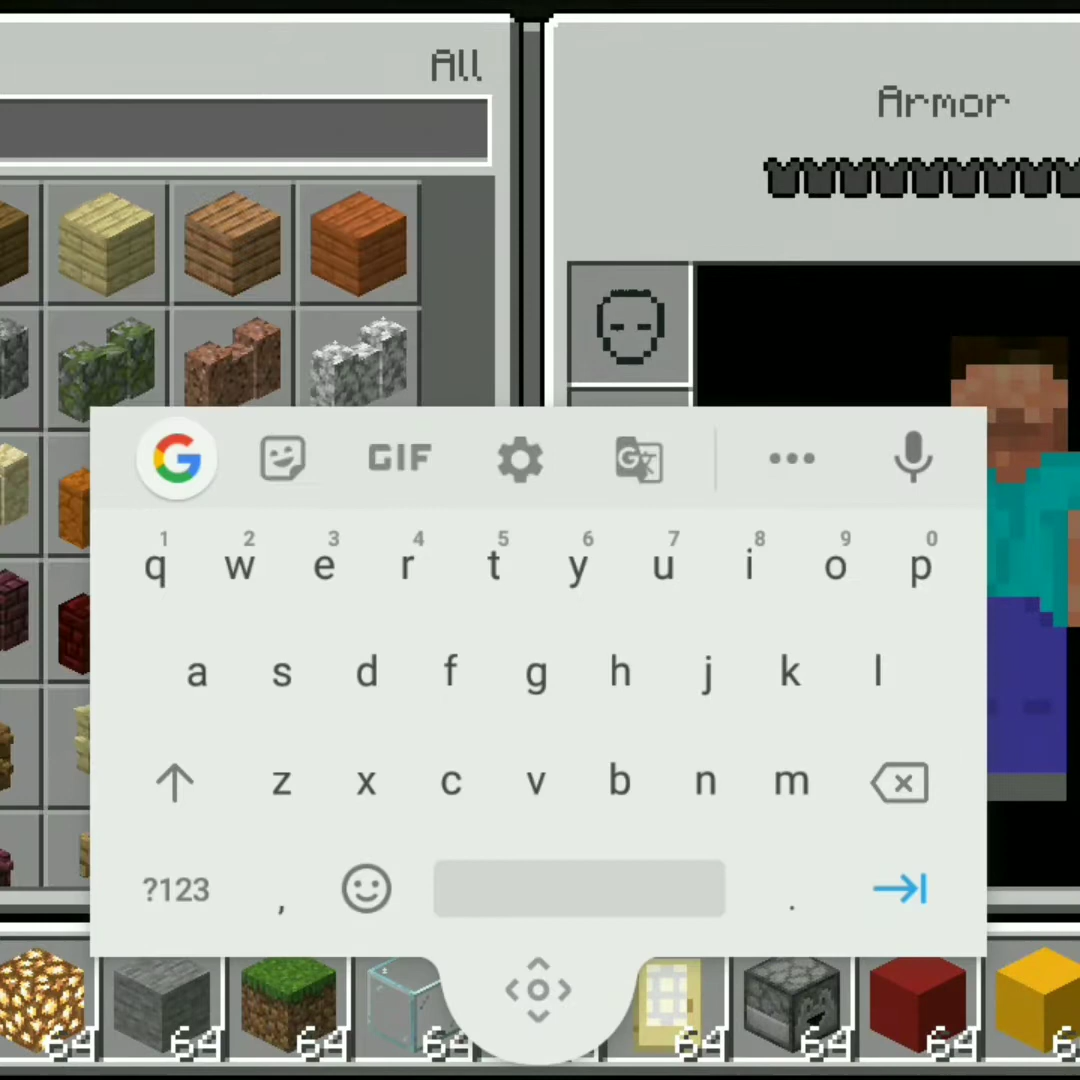 All
Armor
GIF
1 2 3 4 5 6 7 8 9 0
q w e r t y u i o p
a s d f g h j k l
z x c v b n m
?123 , .
64 64 64 64 64 64 64 6